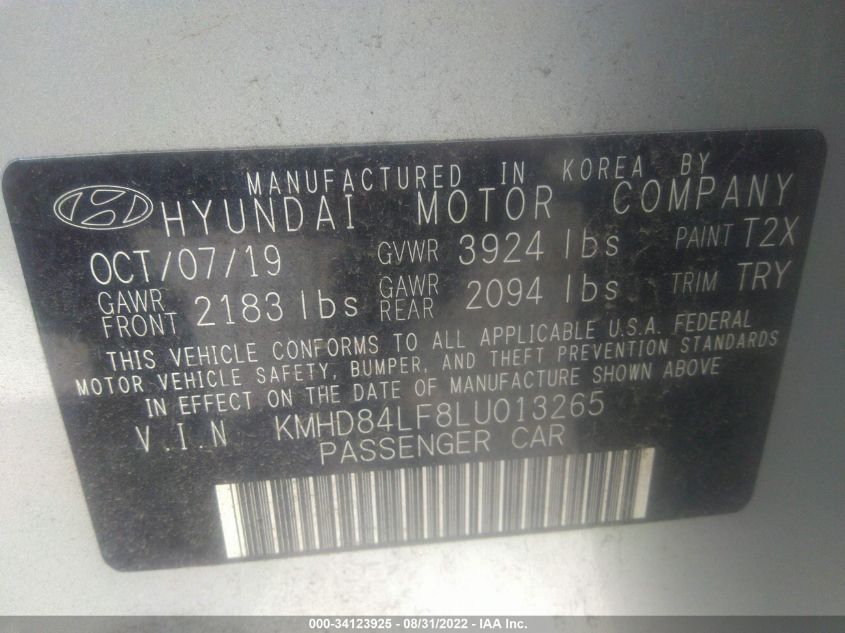 MANUFACTURED IN KOREA BY
HYUNDAI MOTOR COMPANY
OCT/07/19 GVWR 3924 lbs PAINT T2X
GAWR FRONT 2183 lbs GAWR REAR 2094 lbs TRIM TRY
THIS VEHICLE CONFORMS TO ALL APPLICABLE U.S.A. FEDERAL
MOTOR VEHICLE SAFETY, BUMPER, AND THEFT PREVENTION STANDARDS
IN EFFECT ON THE DATE OF MANUFACTURE SHOWN ABOVE
V.I.N KMHD84LF8LU013265
PASSENGER CAR
000-34123925 - 08/31/2022 - IAA Inc.